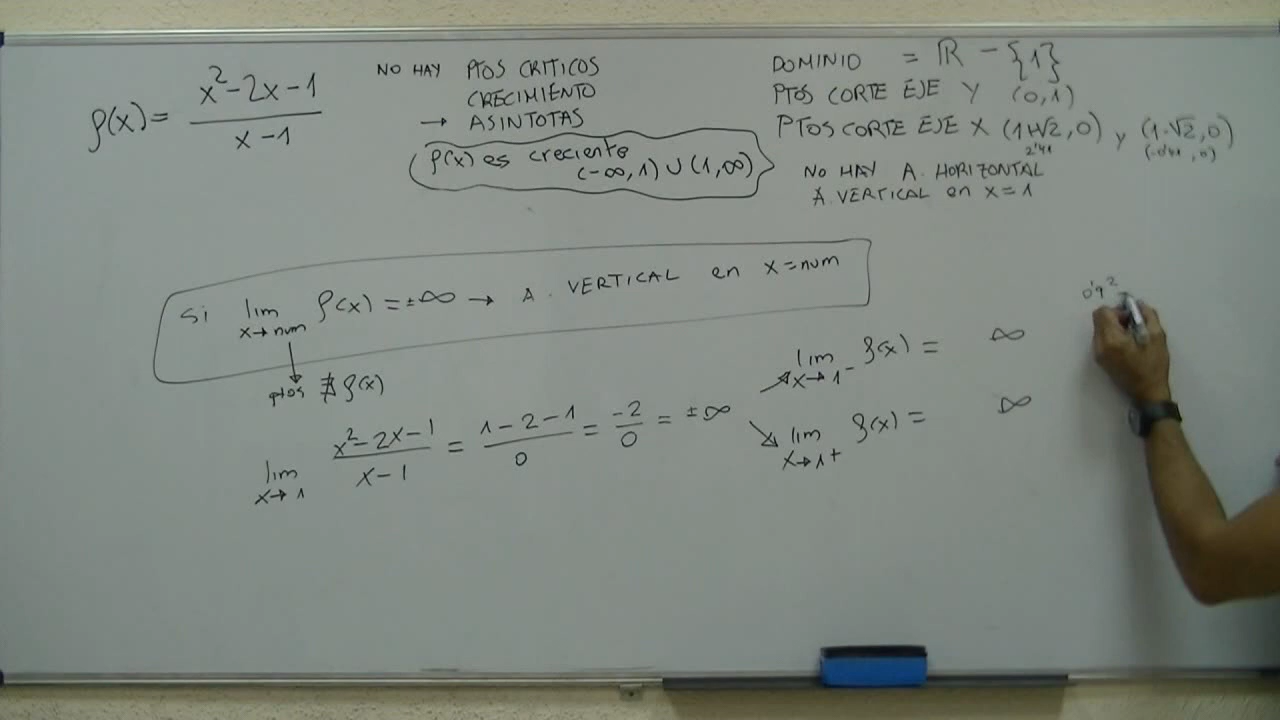 f(x) = (x² - 2x - 1) / (x - 1)
NO HAY PTOS CRITICOS
CRECIMIENTO
→ ASINTOTAS
f(x) es creciente
(-∞, 1) ∪ (1, ∞)
DOMINIO = ℝ - {1}
PTOS CORTE EJE Y (0,1)
PTOS CORTE EJE X (1+√2, 0) y (1-√2, 0)
2'41 (-0'41, 0)
NO HAY A. HORIZONTAL
A. VERTICAL en x = 1
Si lim f(x) = ±∞ → A. VERTICAL en x = num
x→num
ptos ∄ f(x)
lim (x² - 2x - 1) / (x - 1) = (1 - 2 - 1) / 0 = -2 / 0 = ±∞
x→1
lim f(x) = ∞
x→1⁻
lim f(x) = ∞
x→1+
0'9² -